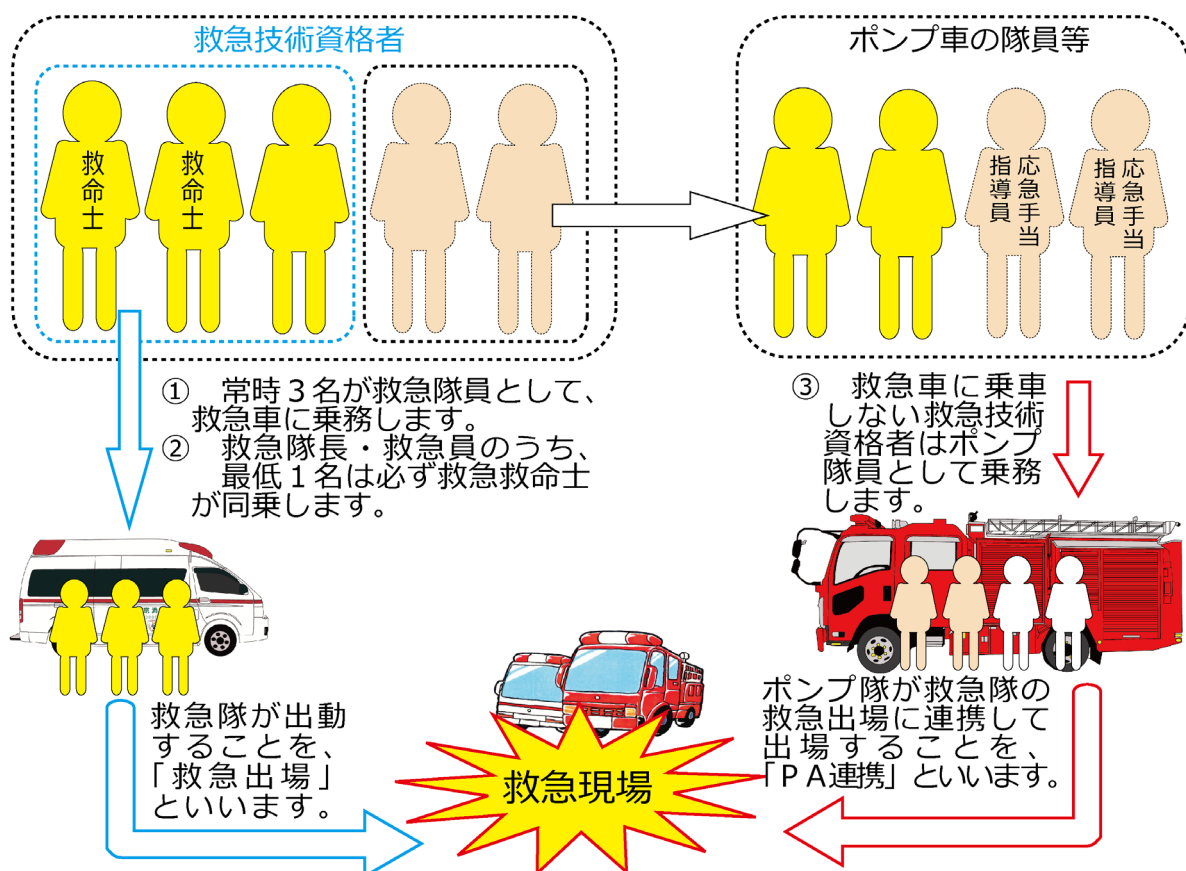 救急技術資格者
ポンプ車の隊員等
救命士
救命士
応急手当
指導員
応急手当
指導員
① 常時３名が救急隊員として、
救急車に乗務します。
② 救急隊長・救急員のうち、
最低１名は必ず救急救命士
が同乗します。
③ 救急車に乗車
しない救急技術
資格者はポンプ
隊員として乗務
します。
救急隊が出動
することを、
「救急出場」
といいます。
ポンプ隊が救急隊の
救急出場に連携して
出場することを、
「ＰＡ連携」といいます。
救急現場